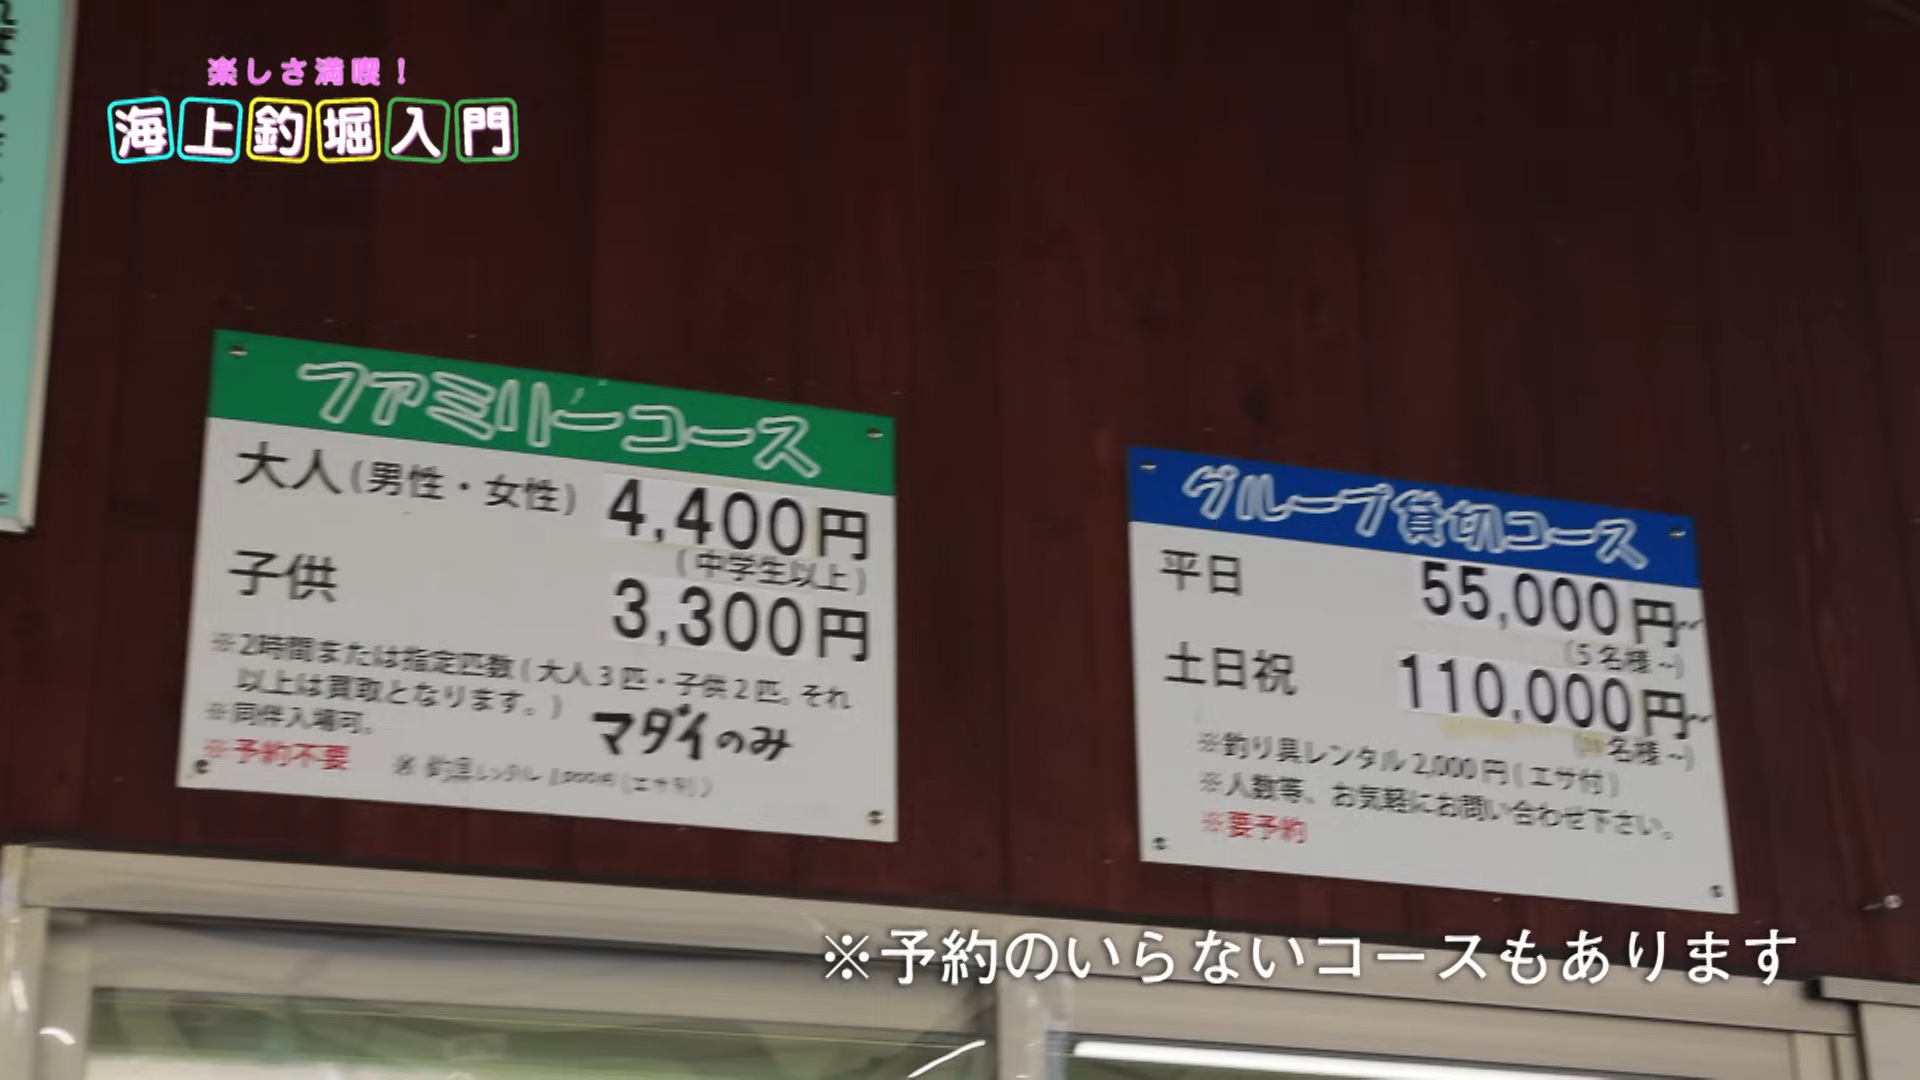 楽しさ満喫!
海上釣堀入門
ファミリーコース
大人(男性・女性) 4,400円
(中学生以上)
子供 3,300円
※2時間または指定匹数(大人3匹・子供2匹。それ
以上は買取となります。)
※同伴入場可。
マダイのみ
※予約不要
※釣具レンタル
グループ貸切コース
平日 55,000円~
(5名様~)
土日祝 110,000円~
名様~)
※釣り具レンタル2,000円(エサ付)
※人数等、お気軽にお問い合わせ下さい。
※要予約
※予約のいらないコースもあります